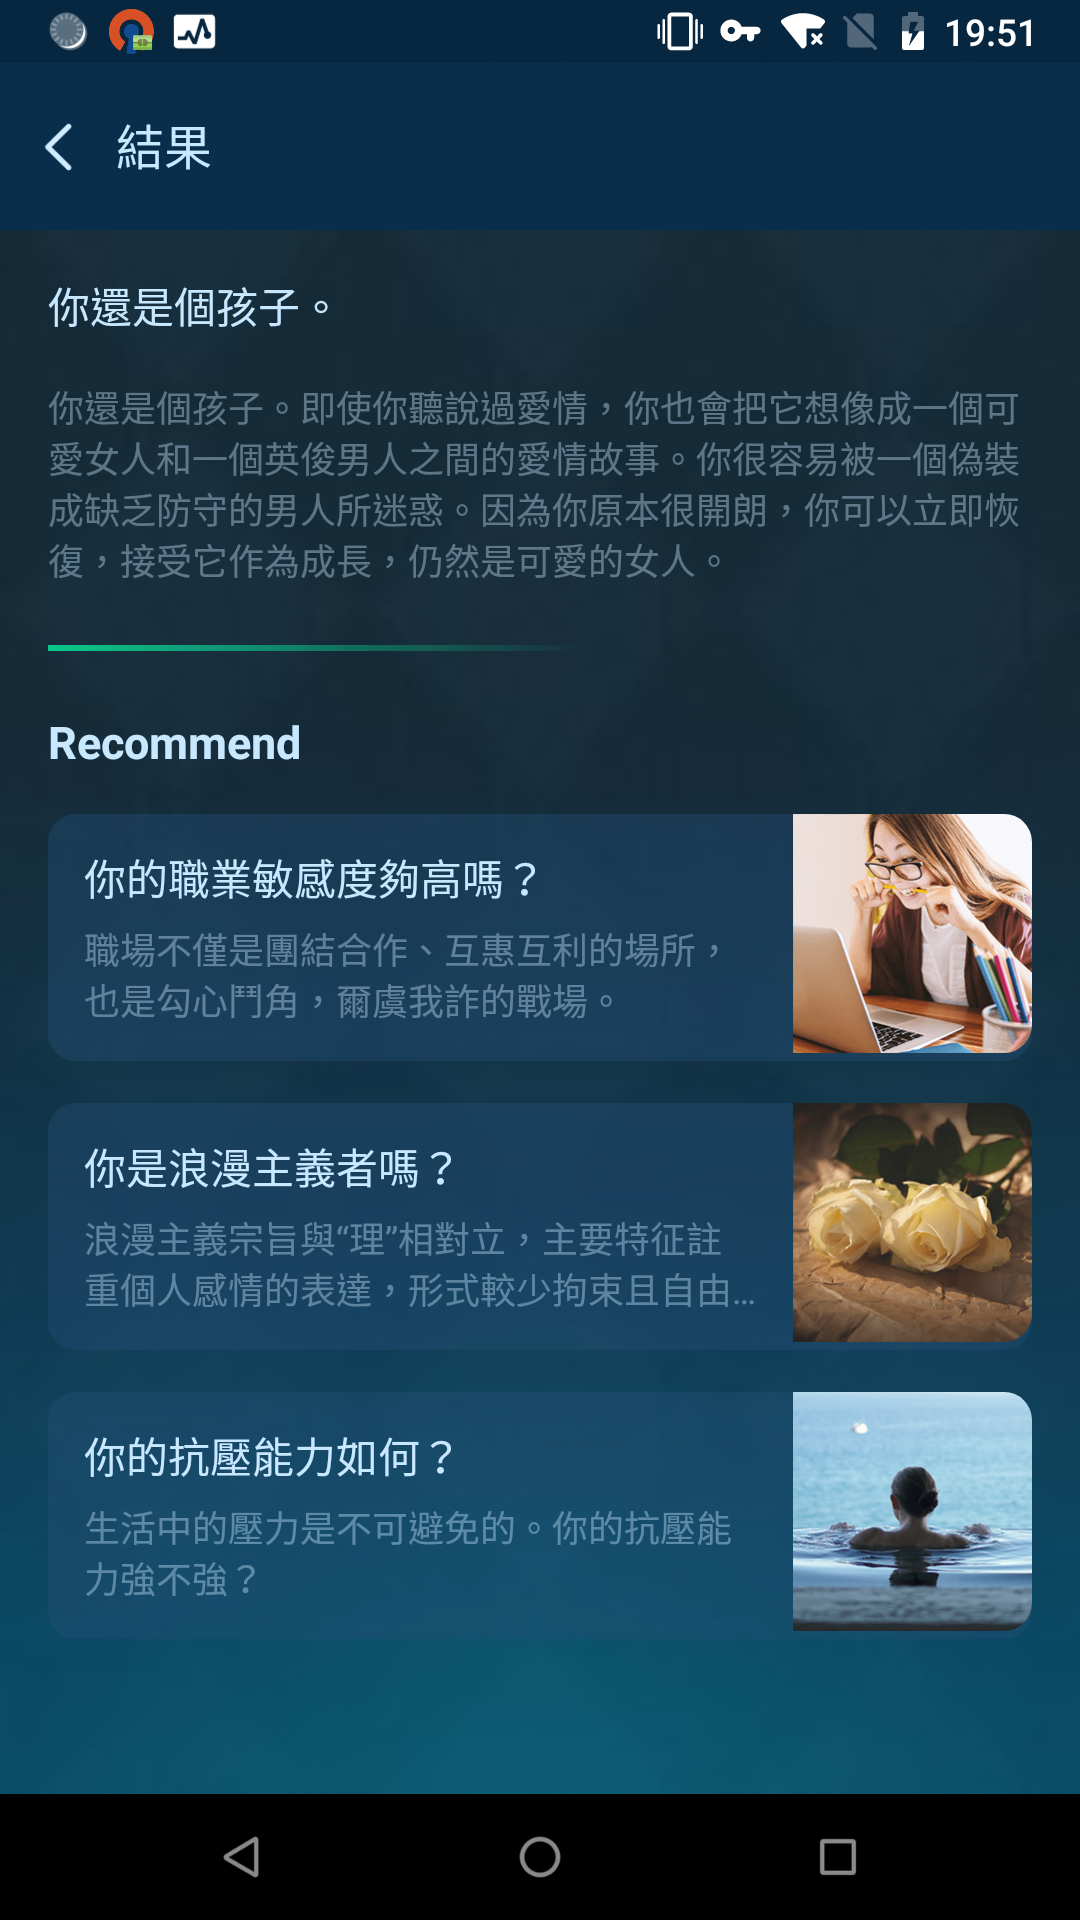 19:51
結果
你還是個孩子。
你還是個孩子。即使你聽說過愛情，你也會把它想像成一個可
愛女人和一個英俊男人之間的愛情故事。你很容易被一個偽裝
成缺乏防守的男人所迷惑。因為你原本很開朗，你可以立即恢
復，接受它作為成長，仍然是可愛的女人。
Recommend
你的職業敏感度夠高嗎？
職場不僅是團結合作、互惠互利的場所，
也是勾心鬥角，爾虞我詐的戰場。
你是浪漫主義者嗎？
浪漫主義宗旨與“理”相對立，主要特征註
重個人感情的表達，形式較少拘束且自由...
你的抗壓能力如何？
生活中的壓力是不可避免的。你的抗壓能
力強不強？